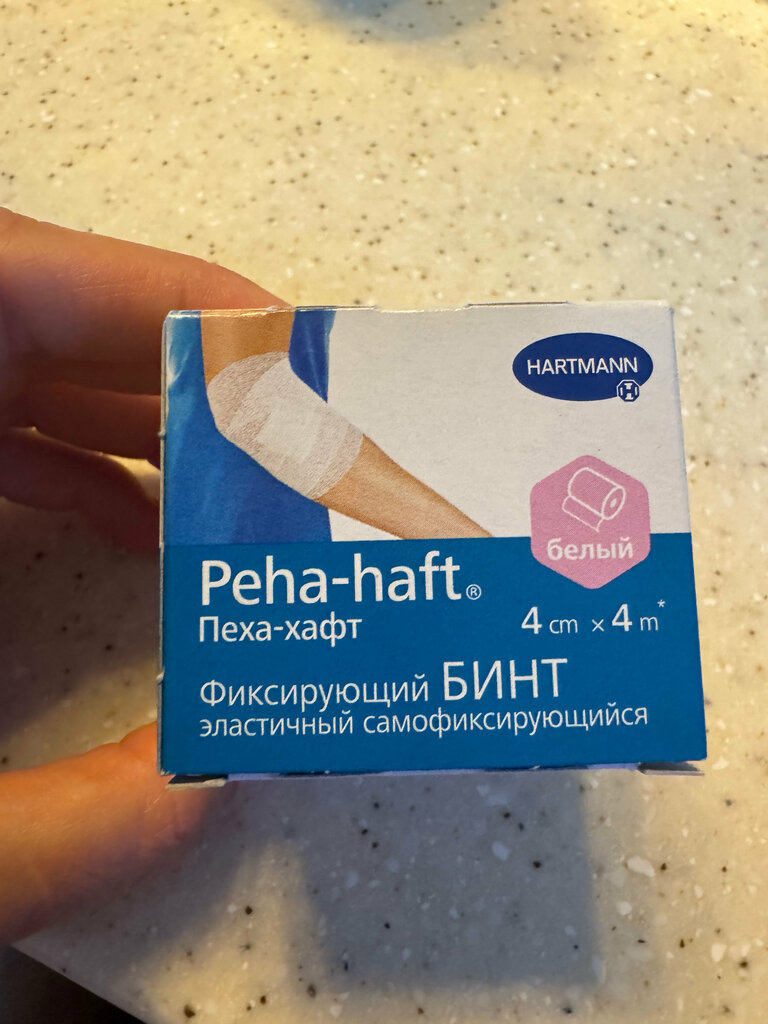 HARTMANN
белый
Peha-haft®
Пеха-хафт
4 cm × 4 m*
Фиксирующий БИНТ
эластичный самофиксирующийся